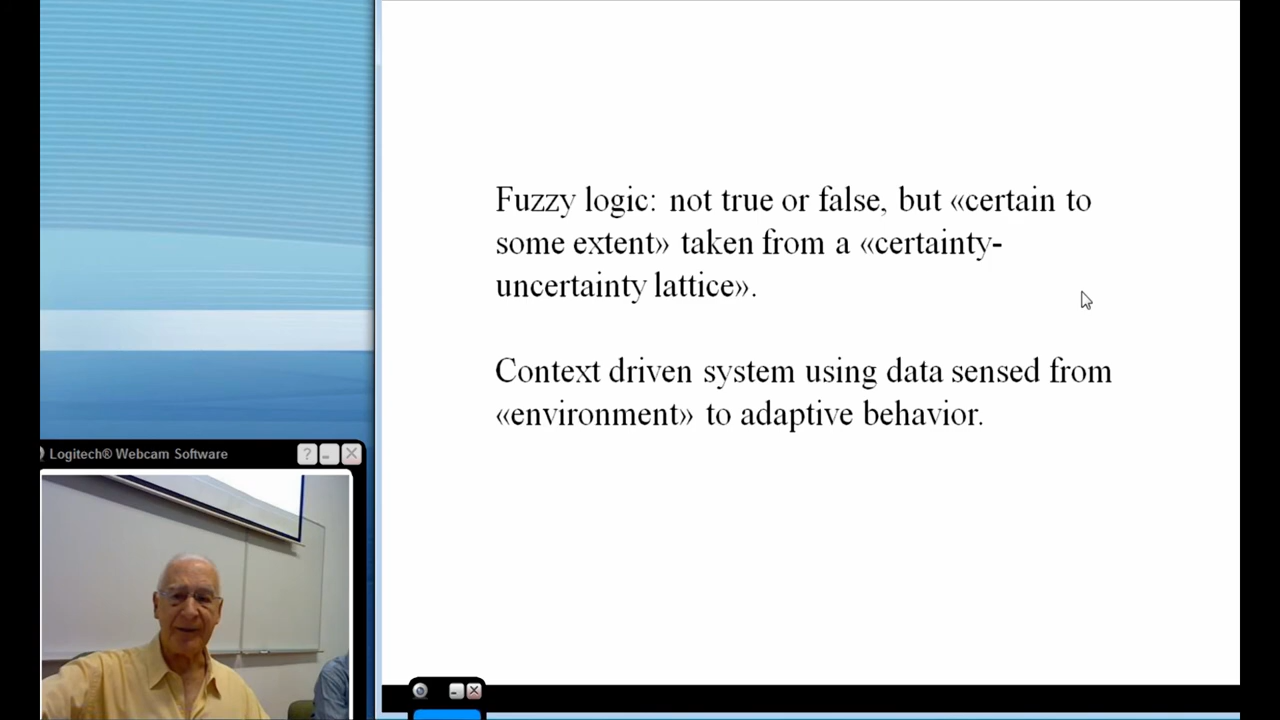 Fuzzy logic: not true or false, but «certain to
some extent» taken from a «certainty-
uncertainty lattice».
Context driven system using data sensed from
«environment» to adaptive behavior.
Logitech® Webcam Software